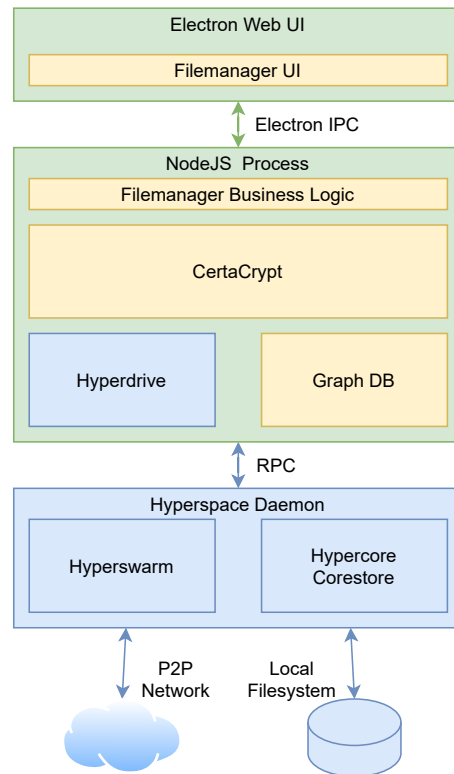 Electron Web UI
Filemanager UI
Electron IPC
NodeJS  Process
Filemanager Business Logic
CertaCrypt
Hyperdrive
Graph DB
RPC
Hyperspace Daemon
Hyperswarm
Hypercore
Corestore
P2P
Network
Local
Filesystem